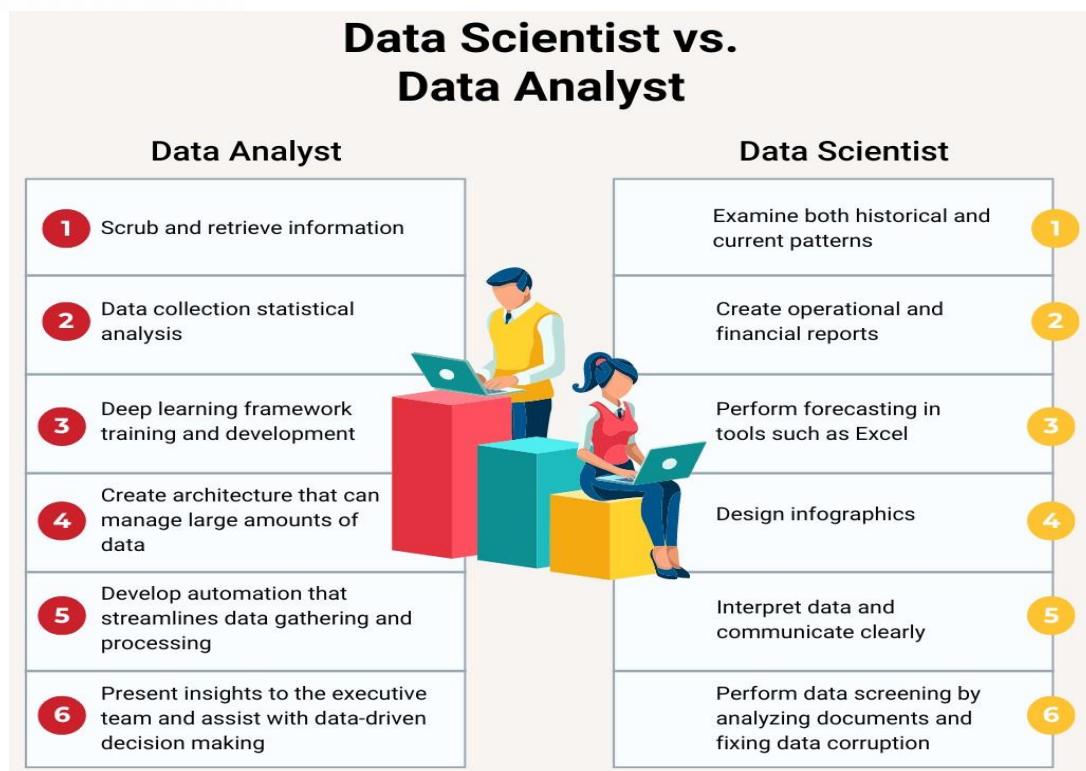 Data Scientist vs.
Data Analyst
Data Analyst
1
Scrub and retrieve information
2
Data collection statistical
analysis
3
Deep learning framework
training and development
4
Create architecture that can
manage large amounts of
data
5
Develop automation that
streamlines data gathering and
processing
6
Present insights to the executive
team and assist with data-driven
decision making
Data Scientist
Examine both historical and
current patterns
1
Create operational and
financial reports
2
Perform forecasting in
tools such as Excel
3
Design infographics
4
Interpret data and
communicate clearly
5
Perform data screening by
analyzing documents and
fixing data corruption
6